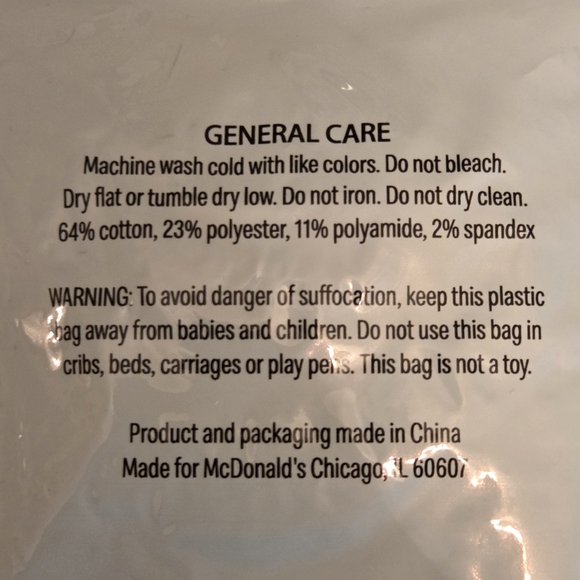 GENERAL CARE
Machine wash cold with like colors. Do not bleach.
Dry flat or tumble dry low. Do not iron. Do not dry clean.
64% cotton, 23% polyester, 11% polyamide, 2% spandex
WARNING: To avoid danger of suffocation, keep this plastic
bag away from babies and children. Do not use this bag in
cribs, beds, carriages or play pens. This bag is not a toy.
Product and packaging made in China
Made for McDonald's Chicago, IL 60607